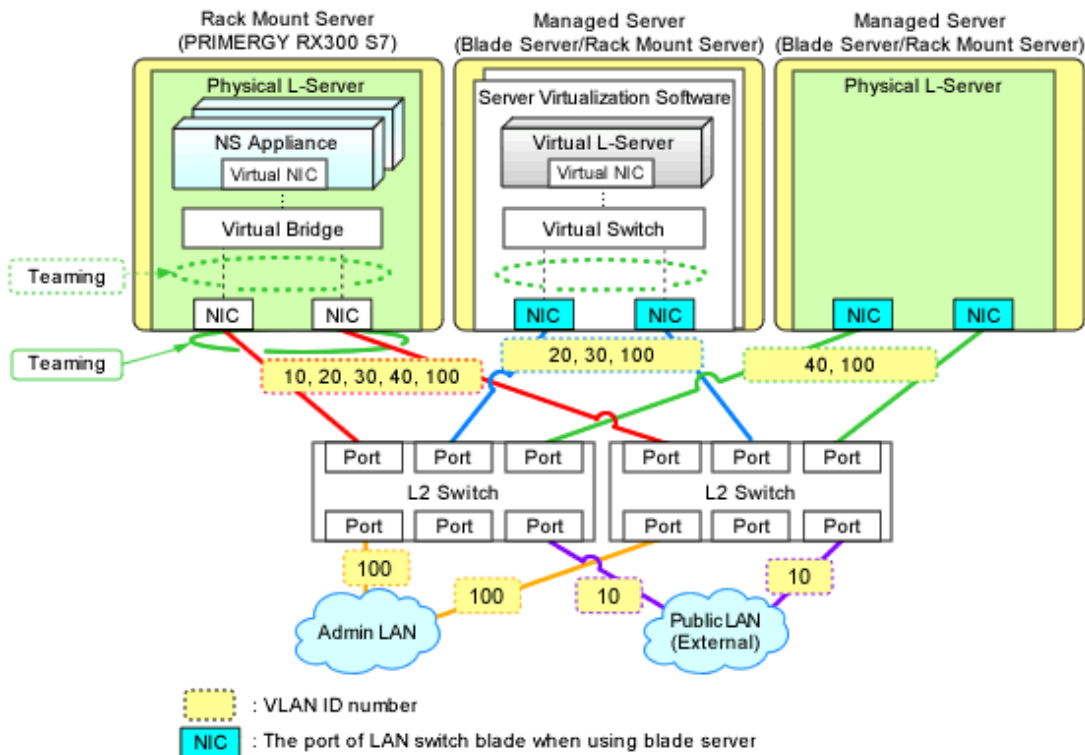 Rack Mount Server
(PRIMERGY RX300 S7)
Managed Server
(Blade Server/Rack Mount Server)
Managed Server
(Blade Server/Rack Mount Server)
Physical L-Server
NS Appliance
Virtual NIC
Virtual Bridge
Server Virtualization Software
Virtual L-Server
Virtual NIC
Virtual Switch
Physical L-Server
Teaming
NIC
NIC
NIC
NIC
NIC
NIC
Teaming
10, 20, 30, 40, 100
20, 30, 100
40, 100
Port
Port
Port
Port
Port
Port
L2 Switch
L2 Switch
Port
Port
Port
Port
Port
Port
100
100
10
10
Admin LAN
Public LAN
(External)
: VLAN ID number
NIC
: The port of LAN switch blade when using blade server